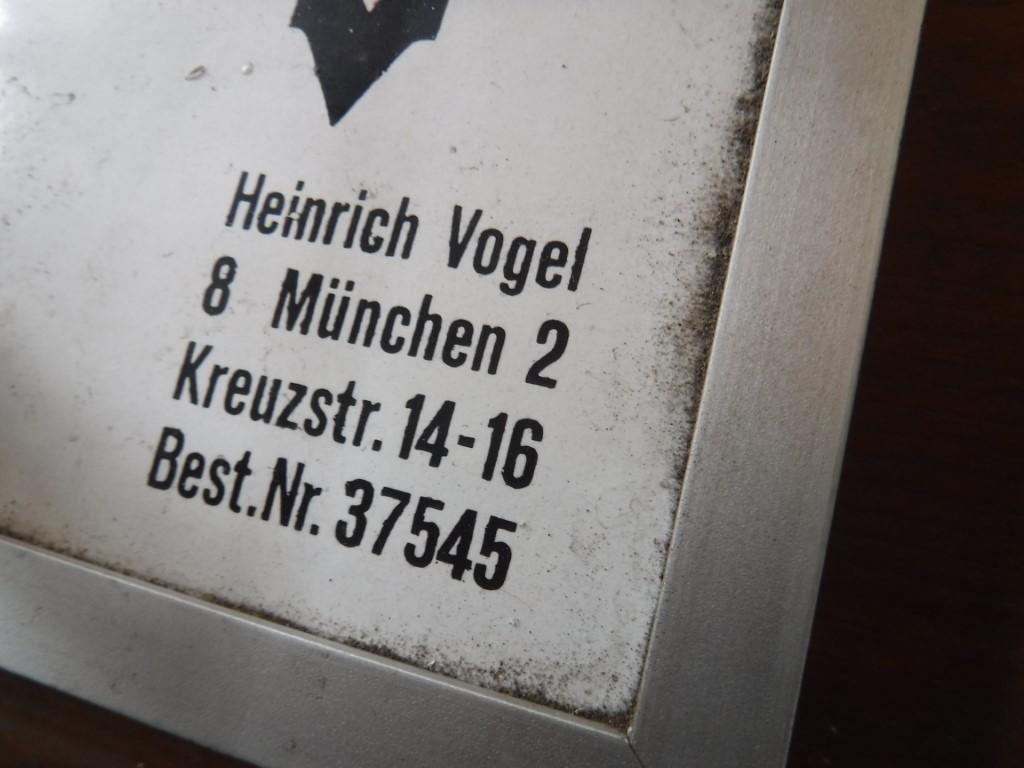 Heinrich Vogel
8 München 2
Kreuzstr. 14-16
Best.Nr. 37545